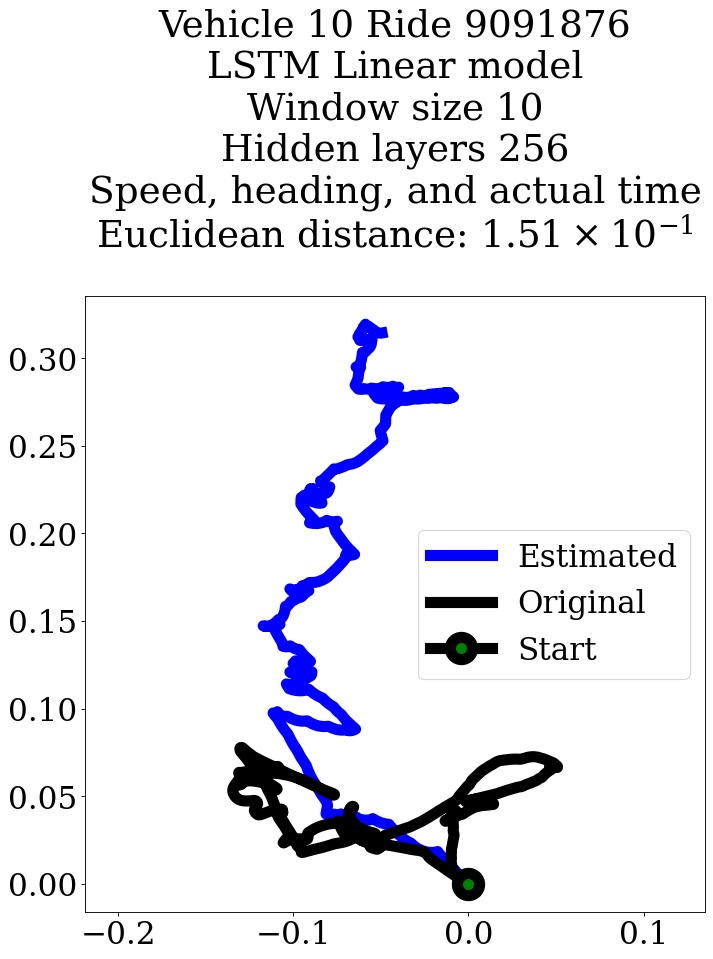 Vehicle 10 Ride 9091876
LSTM Linear model
Window size 10
Hidden layers 256
Speed, heading, and actual time
Euclidean distance: 1.51 × 10⁻¹
0.30
0.25
0.20
0.15
0.10
0.05
0.00
Estimated
Original
Start
−0.2
−0.1
0.0
0.1